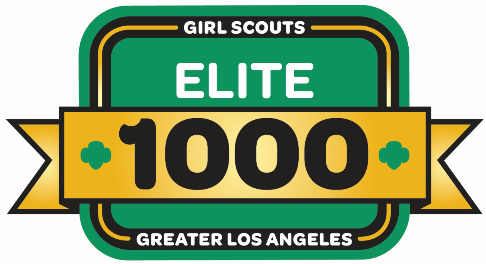 GIRL SCOUTS
ELITE
1000
GREATER LOS ANGELES